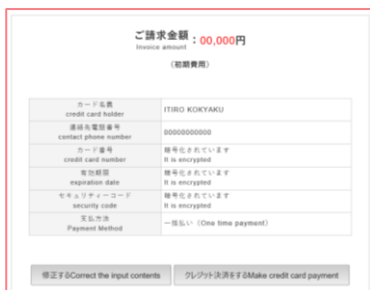 ご請求金額：00,000円
Invoice amount
（初期費用）
カード名義
credit card holder
ITIRO KOKYAKU
連絡先電話番号
contact phone number
00000000000
カード番号
credit card number
暗号化されています
It is encrypted
有効期限
expiration date
暗号化されています
It is encrypted
セキュリティーコード
security code
暗号化されています
It is encrypted
支払方法
Payment Method
一括払い（One time payment）
修正するCorrect the input contents
クレジット決済をするMake credit card payment